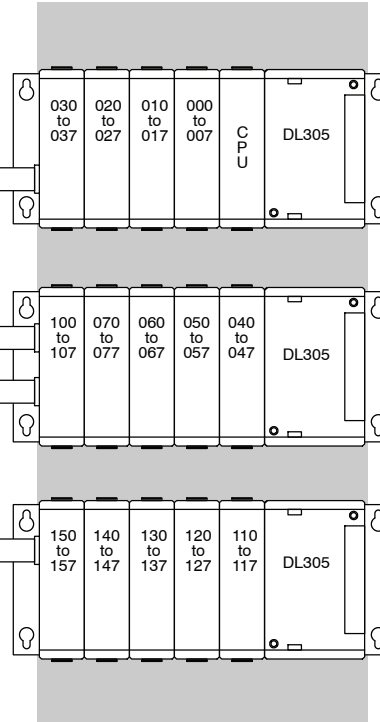 030 020 010 000
to to to to
037 027 017 007
CPU
DL305
100 070 060 050 040
to to to to to
107 077 067 057 047
DL305
150 140 130 120 110
to to to to to
157 147 137 127 117
DL305